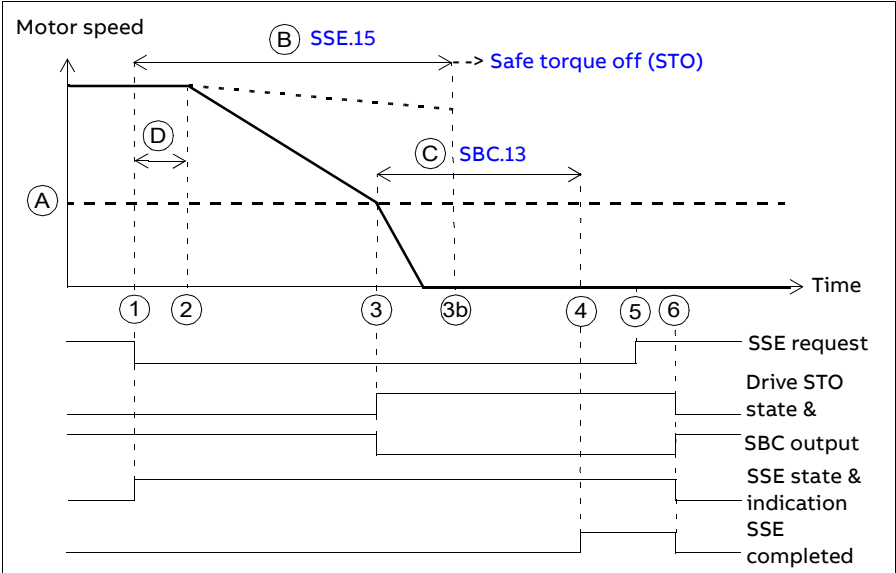 Motor speed
B SSE.15
Safe torque off (STO)
D
C SBC.13
A
Time
1 2 3 3b 4 5 6
SSE request
Drive STO
state &
SBC output
SSE state &
indication
SSE
completed